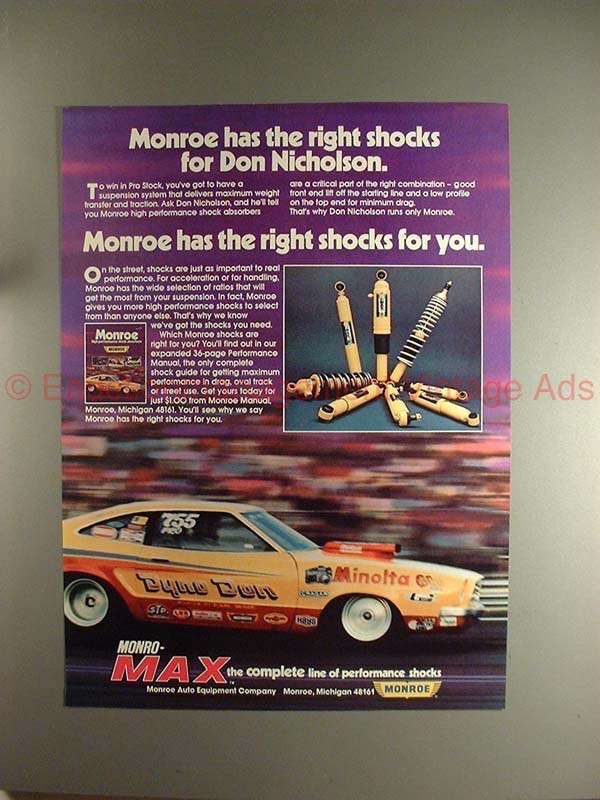 Monroe has the right shocks
for Don Nicholson.
To win in Pro Stock, you've got to have a
suspension system that delivers maximum weight
transfer and traction. Ask Don Nicholson, and he'll tell
you Monroe high performance shock absorbers
are a critical part of the right combination – good
front end lift off the starting line and a low profile
on the top end for minimum drag.
That's why Don Nicholson runs only Monroe.
Monroe has the right shocks for you.
On the street, shocks are just as important to real
performance. For acceleration or for handling,
Monroe has the wide selection of ratios that will
get the most from your suspension. In fact, Monroe
gives you more high performance shocks to select
from than anyone else. That's why we know
we've got the shocks you need.
Which Monroe shocks are
right for you? You'll find out in our
expanded 36-page Performance
Manual, the only complete
shock guide for getting maximum
performance in drag, oval track
or street use. Get yours today for
just $1.00 from Monroe Manual,
Monroe, Michigan 48161. You'll see why we say
Monroe has the right shocks for you.
Monroe
MONROE
©
age Ads
755
PRO
Dyno Don
Minolta
CRAGAR
STP
HAYS
MONRO-
MAX™ the complete line of performance shocks
Monroe Auto Equipment Company Monroe, Michigan 48161
MONROE